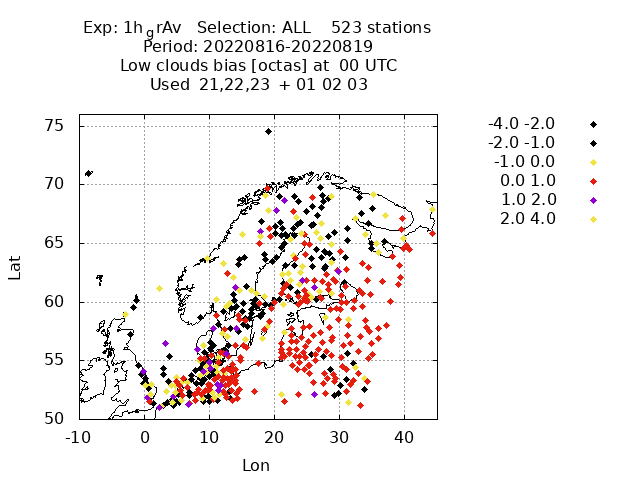 Exp: 1h g rAv   Selection: ALL    523 stations
Period: 20220816-20220819
Low clouds bias [octas] at  00 UTC
Used  21,22,23  + 01 02 03
-4.0 -2.0
-2.0 -1.0
-1.0 0.0
0.0 1.0
1.0 2.0
2.0 4.0
75
70
65
60
55
50
Lat
-10 0 10 20 30 40
Lon